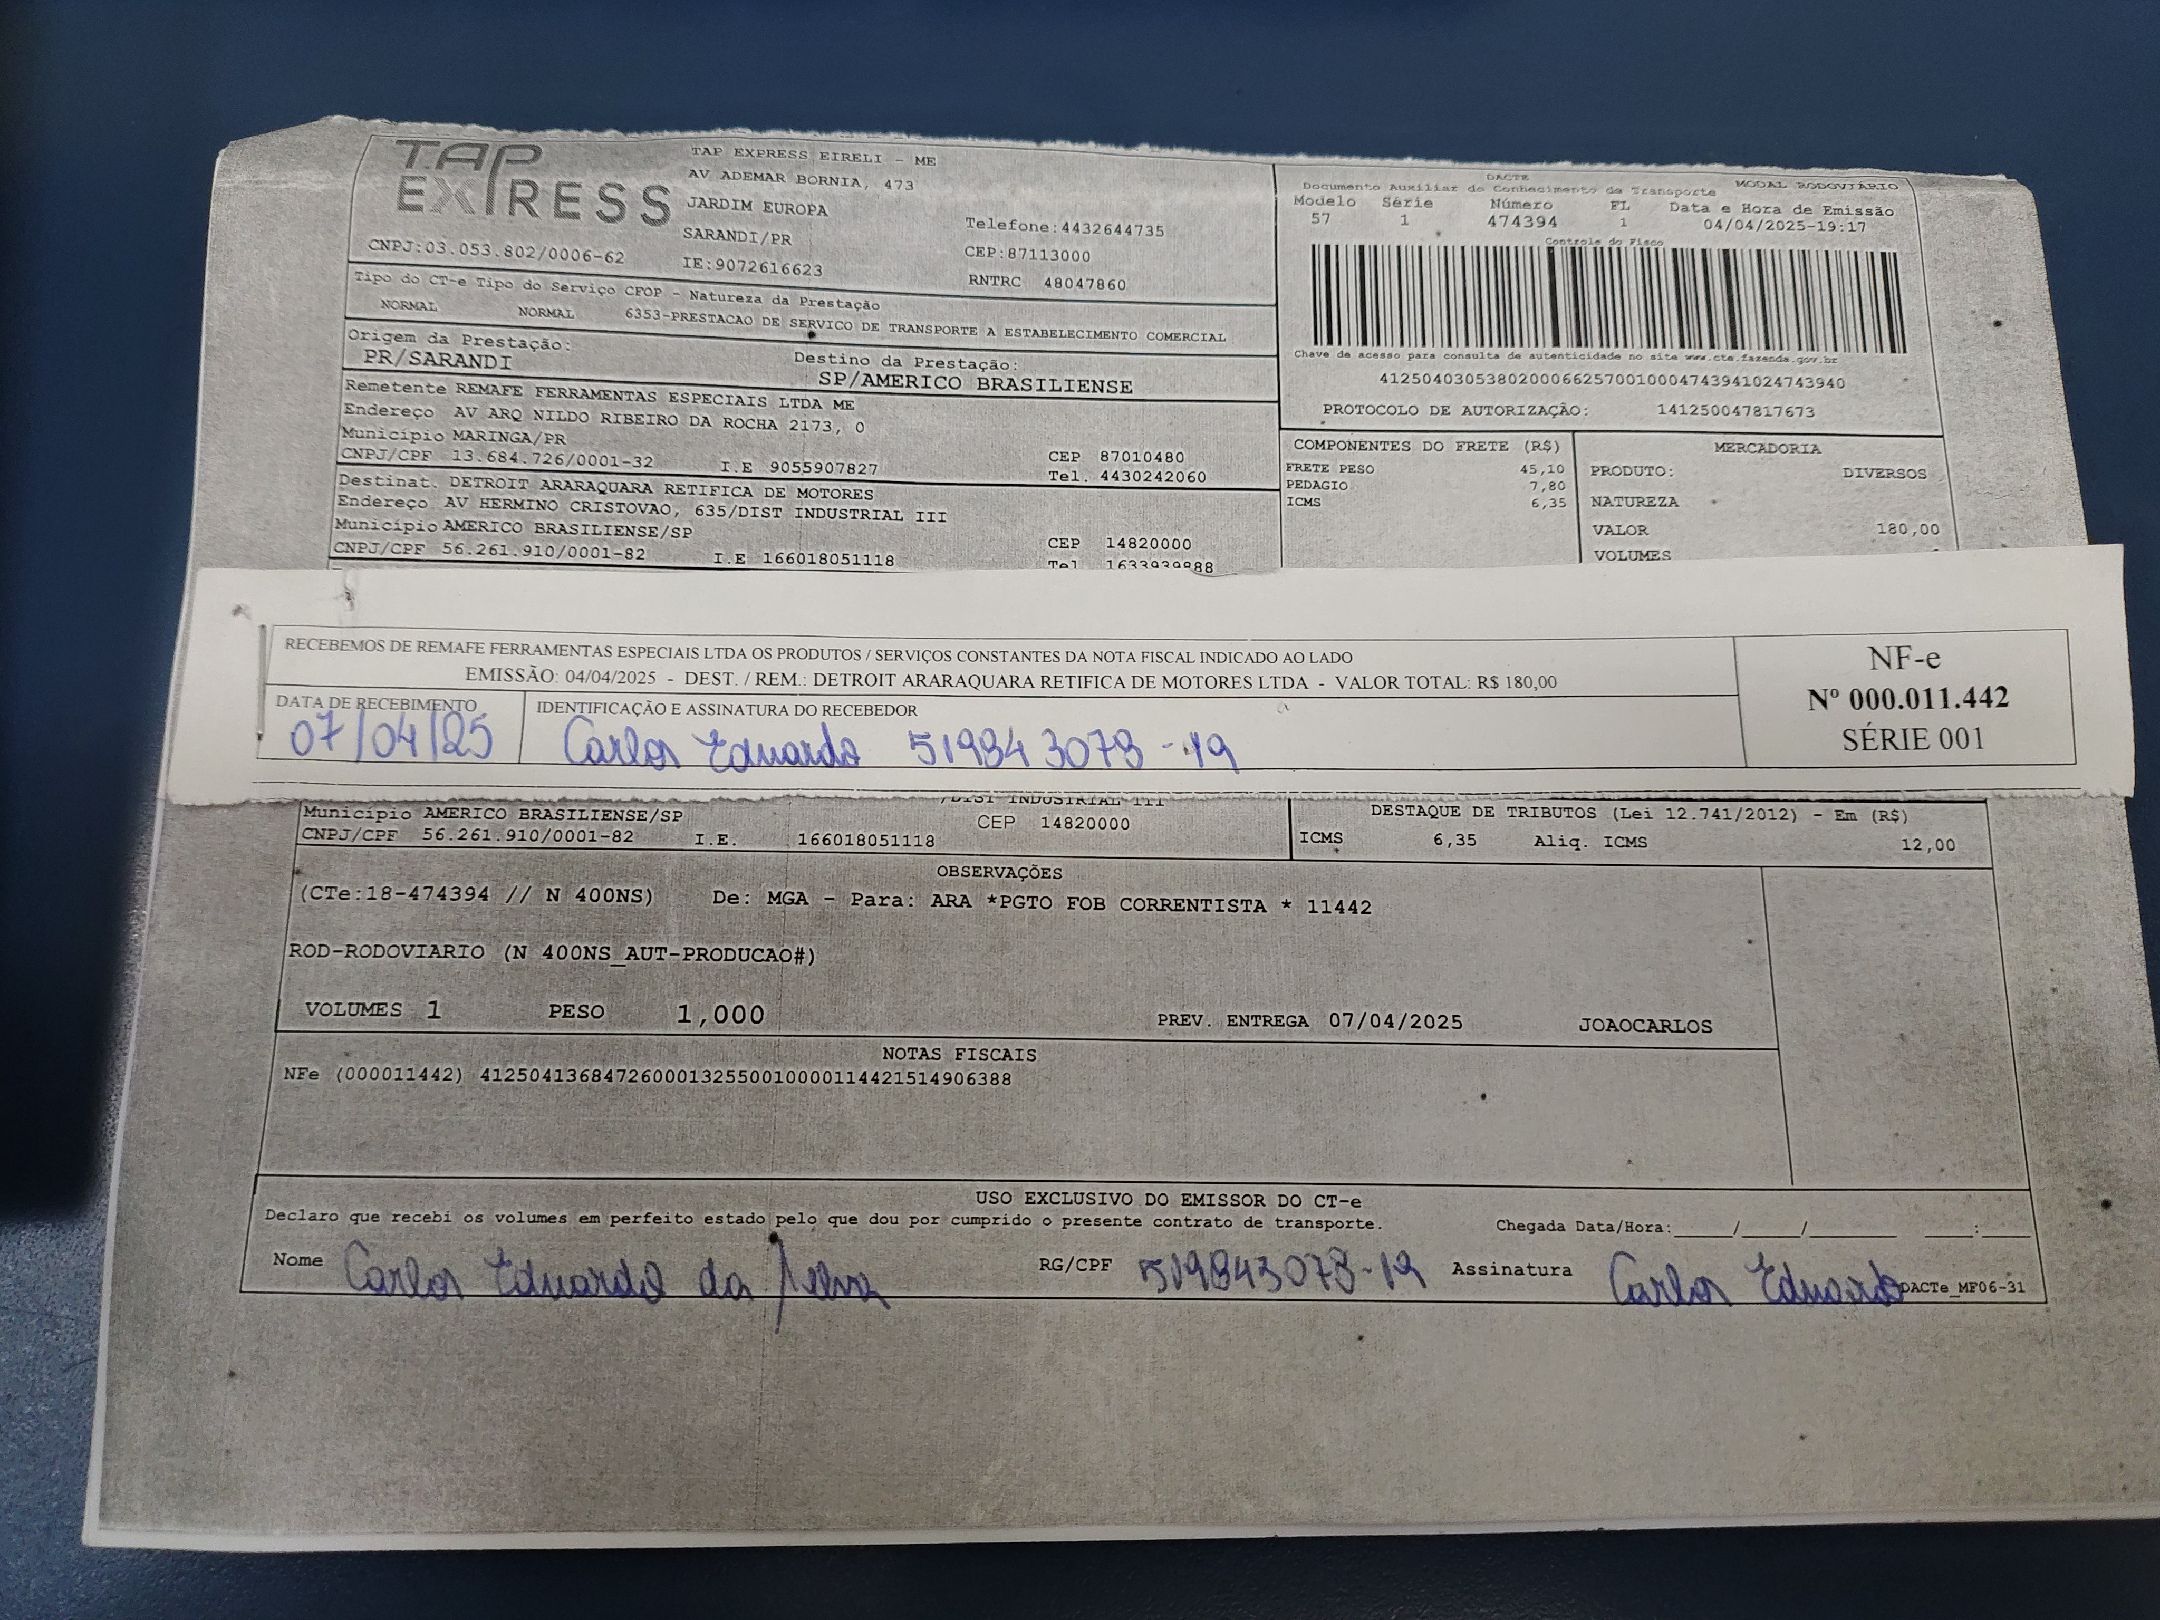 TAP EXPRESS
TAP EXPRESS EIRELI - ME
AV ADEMAR BORNIA, 473
JARDIM EUROPA
SARANDI/PR
Telefone:4432644735
CEP:87113000
CNPJ:03.053.802/0006-62
IE:9072616623
RNTRC 48047860
Tipo do CT-e Tipo do Serviço CFOP - Natureza da Prestação
NORMAL NORMAL 6353-PRESTACAO DE SERVICO DE TRANSPORTE A ESTABELECIMENTO COMERCIAL
Origem da Prestação:
PR/SARANDI
Destino da Prestação:
SP/AMERICO BRASILIENSE
Remetente REMAFE FERRAMENTAS ESPECIAIS LTDA ME
Endereço AV ARQ NILDO RIBEIRO DA ROCHA 2173, 0
Município MARINGA/PR
CEP 87010480
CNPJ/CPF 13.684.726/0001-32 I.E 9055907827 Tel. 4430242060
Destinat. DETROIT ARARAQUARA RETIFICA DE MOTORES
Endereço AV HERMINO CRISTOVAO, 635/DIST INDUSTRIAL III
Município AMERICO BRASILIENSE/SP
CEP 14820000
CNPJ/CPF 56.261.910/0001-82 I.E 166018051118 Tel 1633939888
DACTE
Documento Auxiliar do Conhecimento de Transporte MODAL RODOVIÁRIO
Modelo Série Número FL Data e Hora de Emissão
57 1 474394 1 04/04/2025-19:17
Controle do Fisco
Chave de acesso para consulta de autenticidade no site www.cte.fazenda.gov.br
41250403053802000662570010004743941024743940
PROTOCOLO DE AUTORIZAÇÃO: 141250047817673
COMPONENTES DO FRETE (R$)
FRETE PESO 45,10
PEDAGIO 7,80
ICMS 6,35
MERCADORIA
PRODUTO: DIVERSOS
NATUREZA
VALOR 180,00
VOLUMES
RECEBEMOS DE REMAFE FERRAMENTAS ESPECIAIS LTDA OS PRODUTOS / SERVIÇOS CONSTANTES DA NOTA FISCAL INDICADO AO LADO
EMISSÃO: 04/04/2025 - DEST. / REM.: DETROIT ARARAQUARA RETIFICA DE MOTORES LTDA - VALOR TOTAL: R$ 180,00
DATA DE RECEBIMENTO
07/04/25
IDENTIFICAÇÃO E ASSINATURA DO RECEBEDOR
Carlos Eduardo 519843073-19
NF-e
Nº 000.011.442
SÉRIE 001
/DIST INDUSTRIAL III
Município AMERICO BRASILIENSE/SP
CEP 14820000
CNPJ/CPF 56.261.910/0001-82 I.E. 166018051118
DESTAQUE DE TRIBUTOS (Lei 12.741/2012) - Em (R$)
ICMS 6,35 Aliq. ICMS 12,00
OBSERVAÇÕES
(CTe:18-474394 // N 400NS) De: MGA - Para: ARA *PGTO FOB CORRENTISTA * 11442
ROD-RODOVIARIO (N 400NS_AUT-PRODUCAO#)
VOLUMES 1 PESO 1,000 PREV. ENTREGA 07/04/2025 JOAOCARLOS
NOTAS FISCAIS
NFe (000011442) 41250413684726000132550010000114421514906388
USO EXCLUSIVO DO EMISSOR DO CT-e
Declaro que recebi os volumes em perfeito estado pelo que dou por cumprido o presente contrato de transporte. Chegada Data/Hora:____/____/______ ____:____
Nome Carlos Eduardo da Silva RG/CPF 519843073-19 Assinatura Carlos Eduardo
DACTe_MF06-31